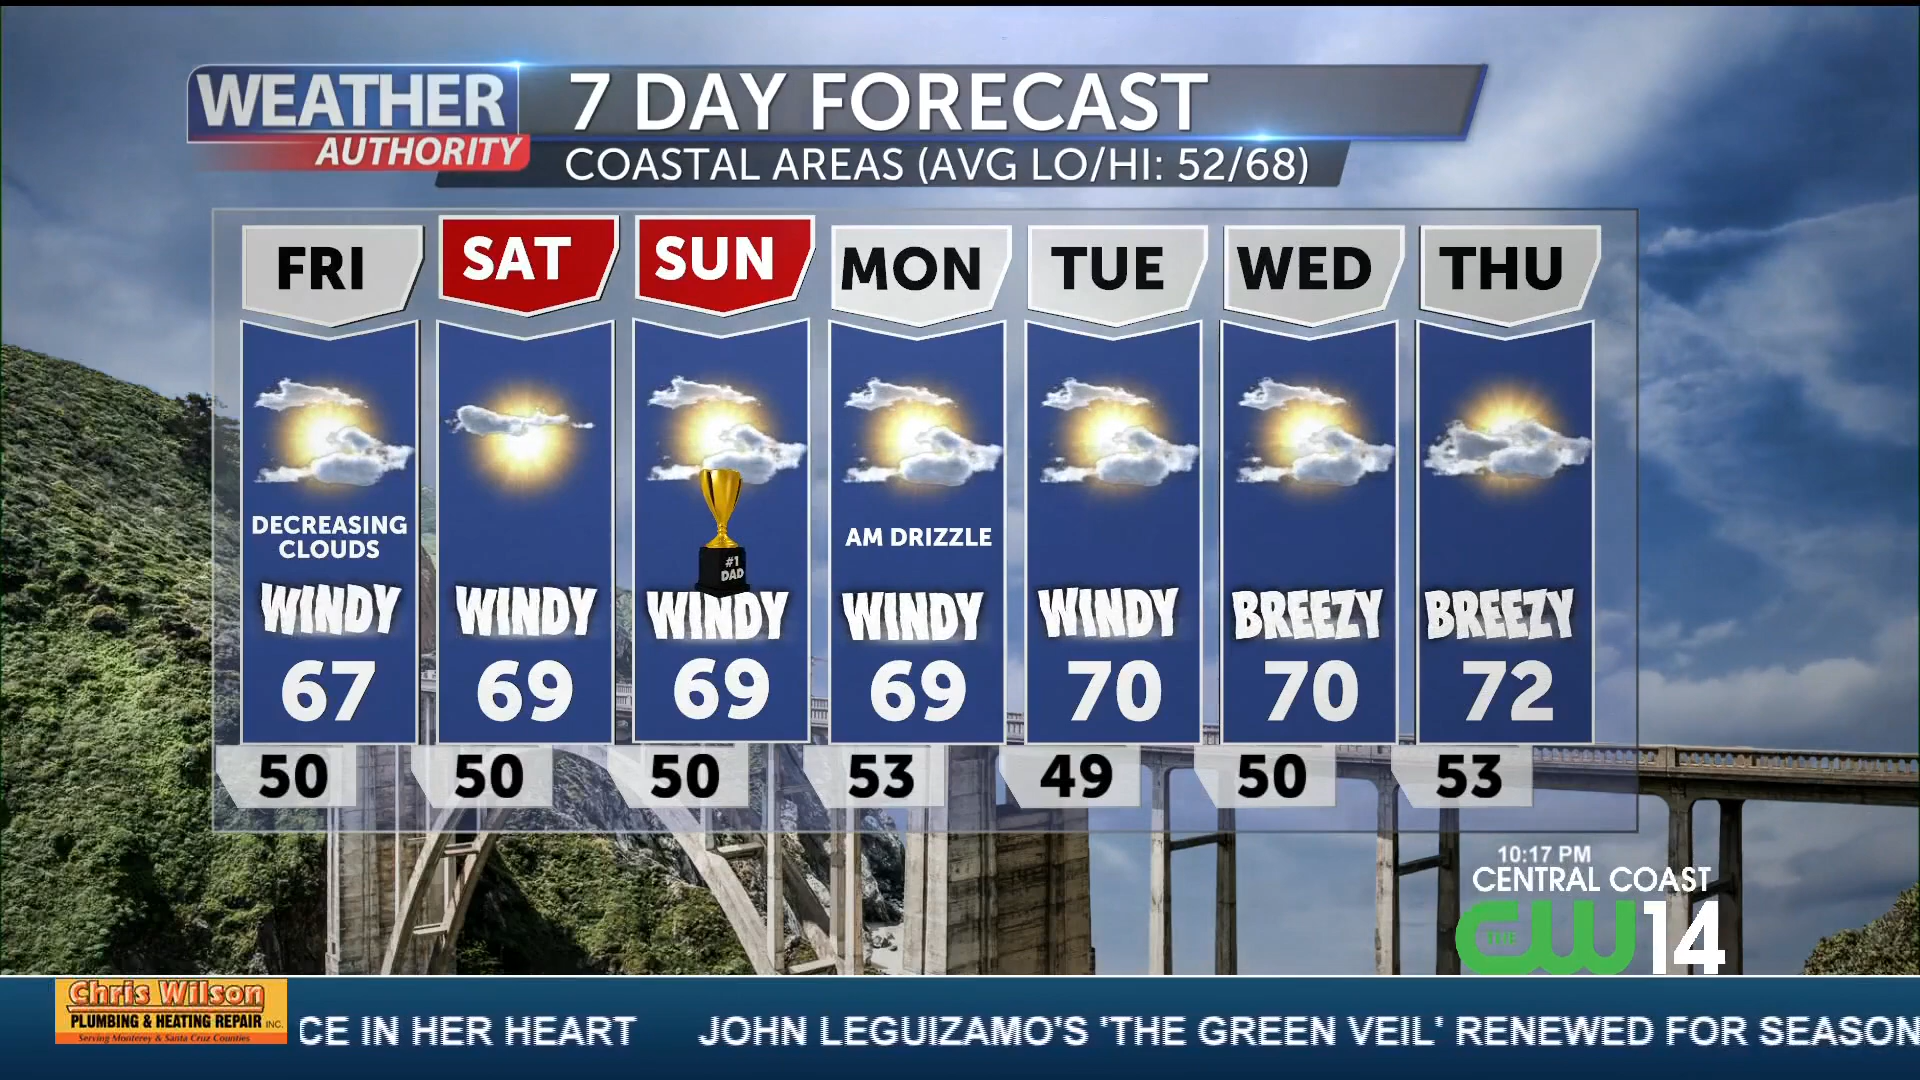 WEATHER
AUTHORITY
7 DAY FORECAST
COASTAL AREAS (AVG LO/HI: 52/68)
FRI
SAT
SUN
MON
TUE
WED
THU
DECREASING
CLOUDS
#1
DAD
AM DRIZZLE
WINDY
WINDY
WINDY
WINDY
WINDY
BREEZY
BREEZY
67
69
69
69
70
70
72
50
50
50
53
49
50
53
10:17 PM
CENTRAL COAST
THE
CW14
Chris Wilson
PLUMBING & HEATING REPAIR INC.
Serving Monterey & Santa Cruz Counties
CE IN HER HEART
JOHN LEGUIZAMO'S 'THE GREEN VEIL' RENEWED FOR SEASON